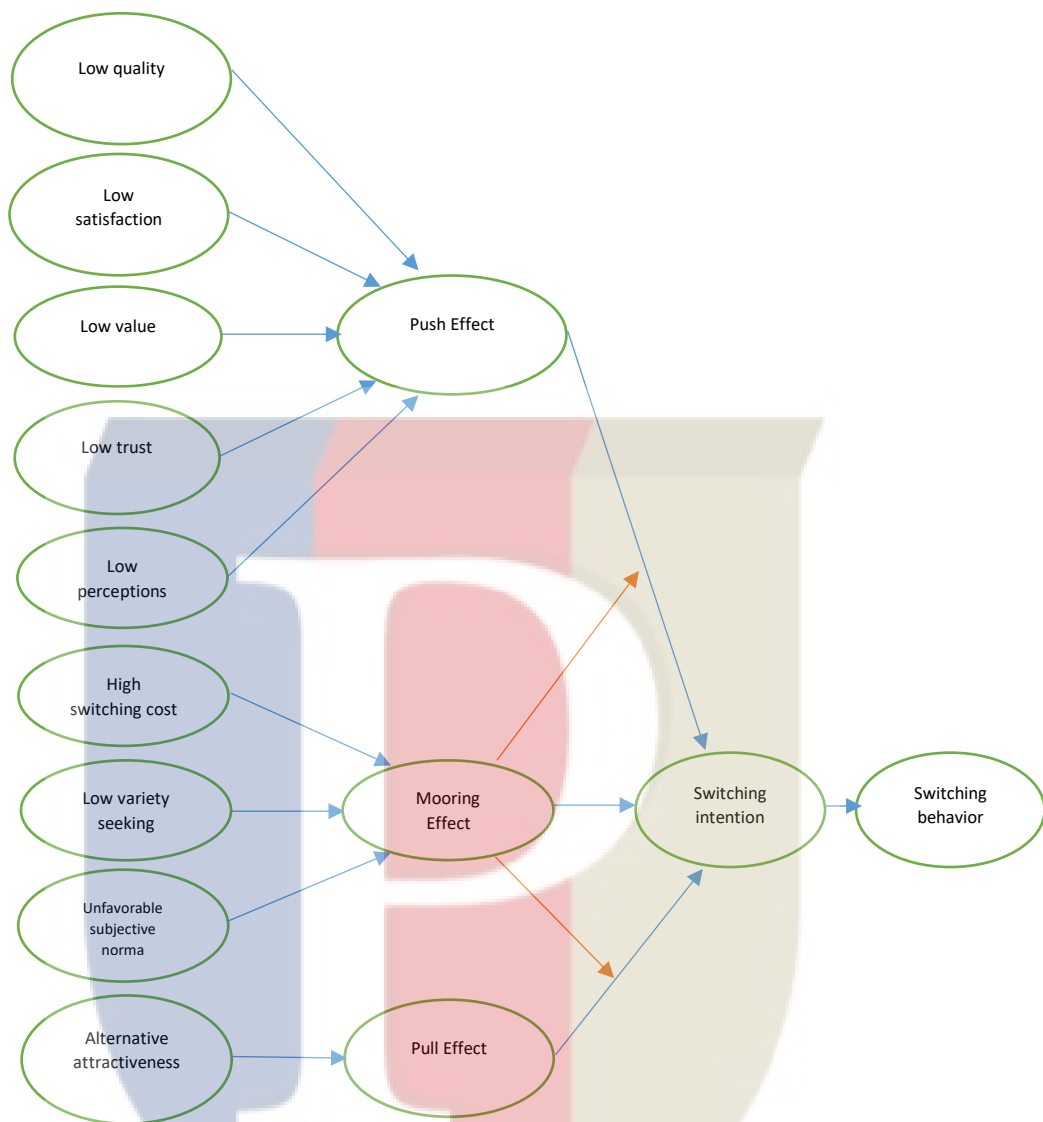 Low quality
Low
satisfaction
Low value
Push Effect
Low trust
Low
perceptions
High
switching cost
Low variety
seeking
Mooring
Effect
Switching
intention
Switching
behavior
Unfavorable
subjective
norma
Alternative
attractiveness
Pull Effect